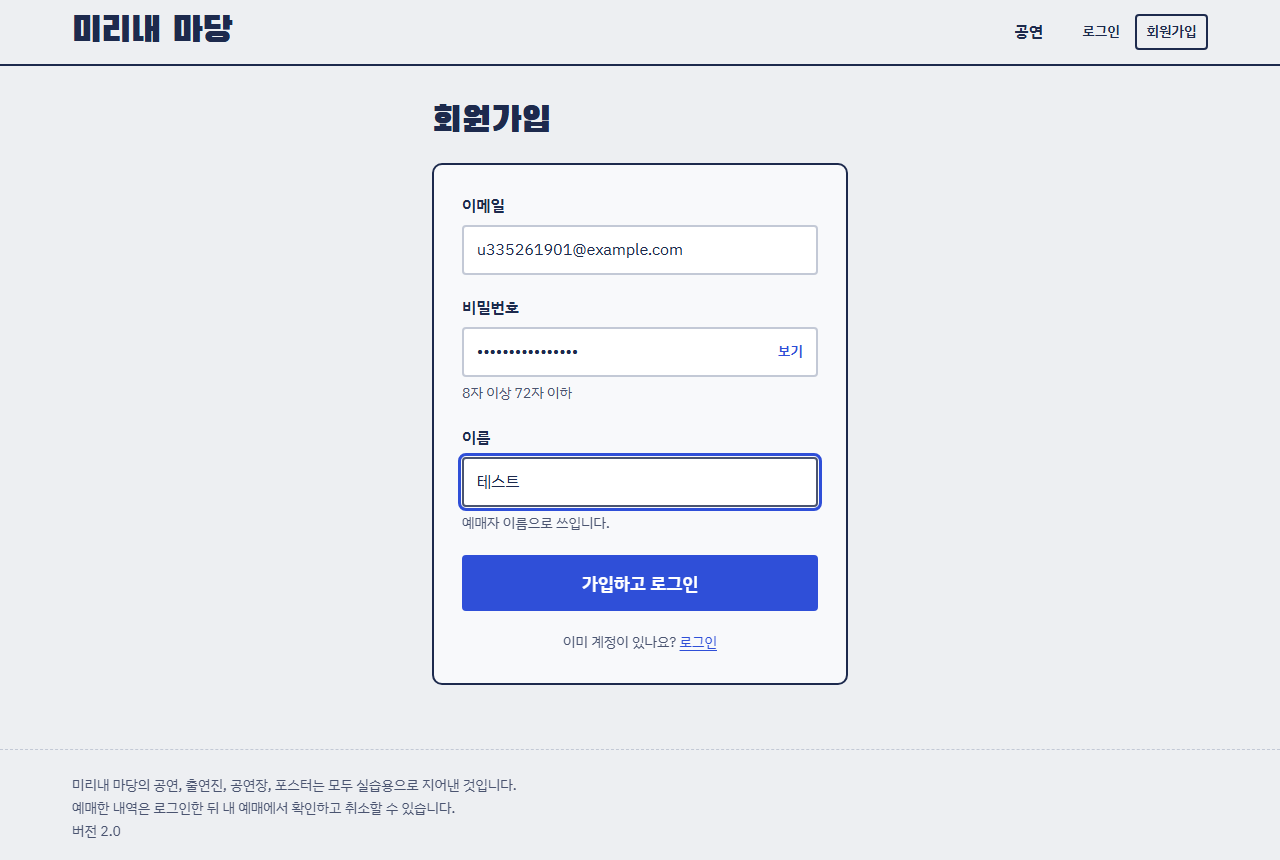 미리내 마당
공연 로그인 회원가입
회원가입
이메일
u335261901@example.com
비밀번호
•••••••••••••••• 보기
8자 이상 72자 이하
이름
테스트
예매자 이름으로 쓰입니다.
가입하고 로그인
이미 계정이 있나요? 로그인
미리내 마당의 공연, 출연진, 공연장, 포스터는 모두 실습용으로 지어낸 것입니다.
예매한 내역은 로그인한 뒤 내 예매에서 확인하고 취소할 수 있습니다.
버전 2.0